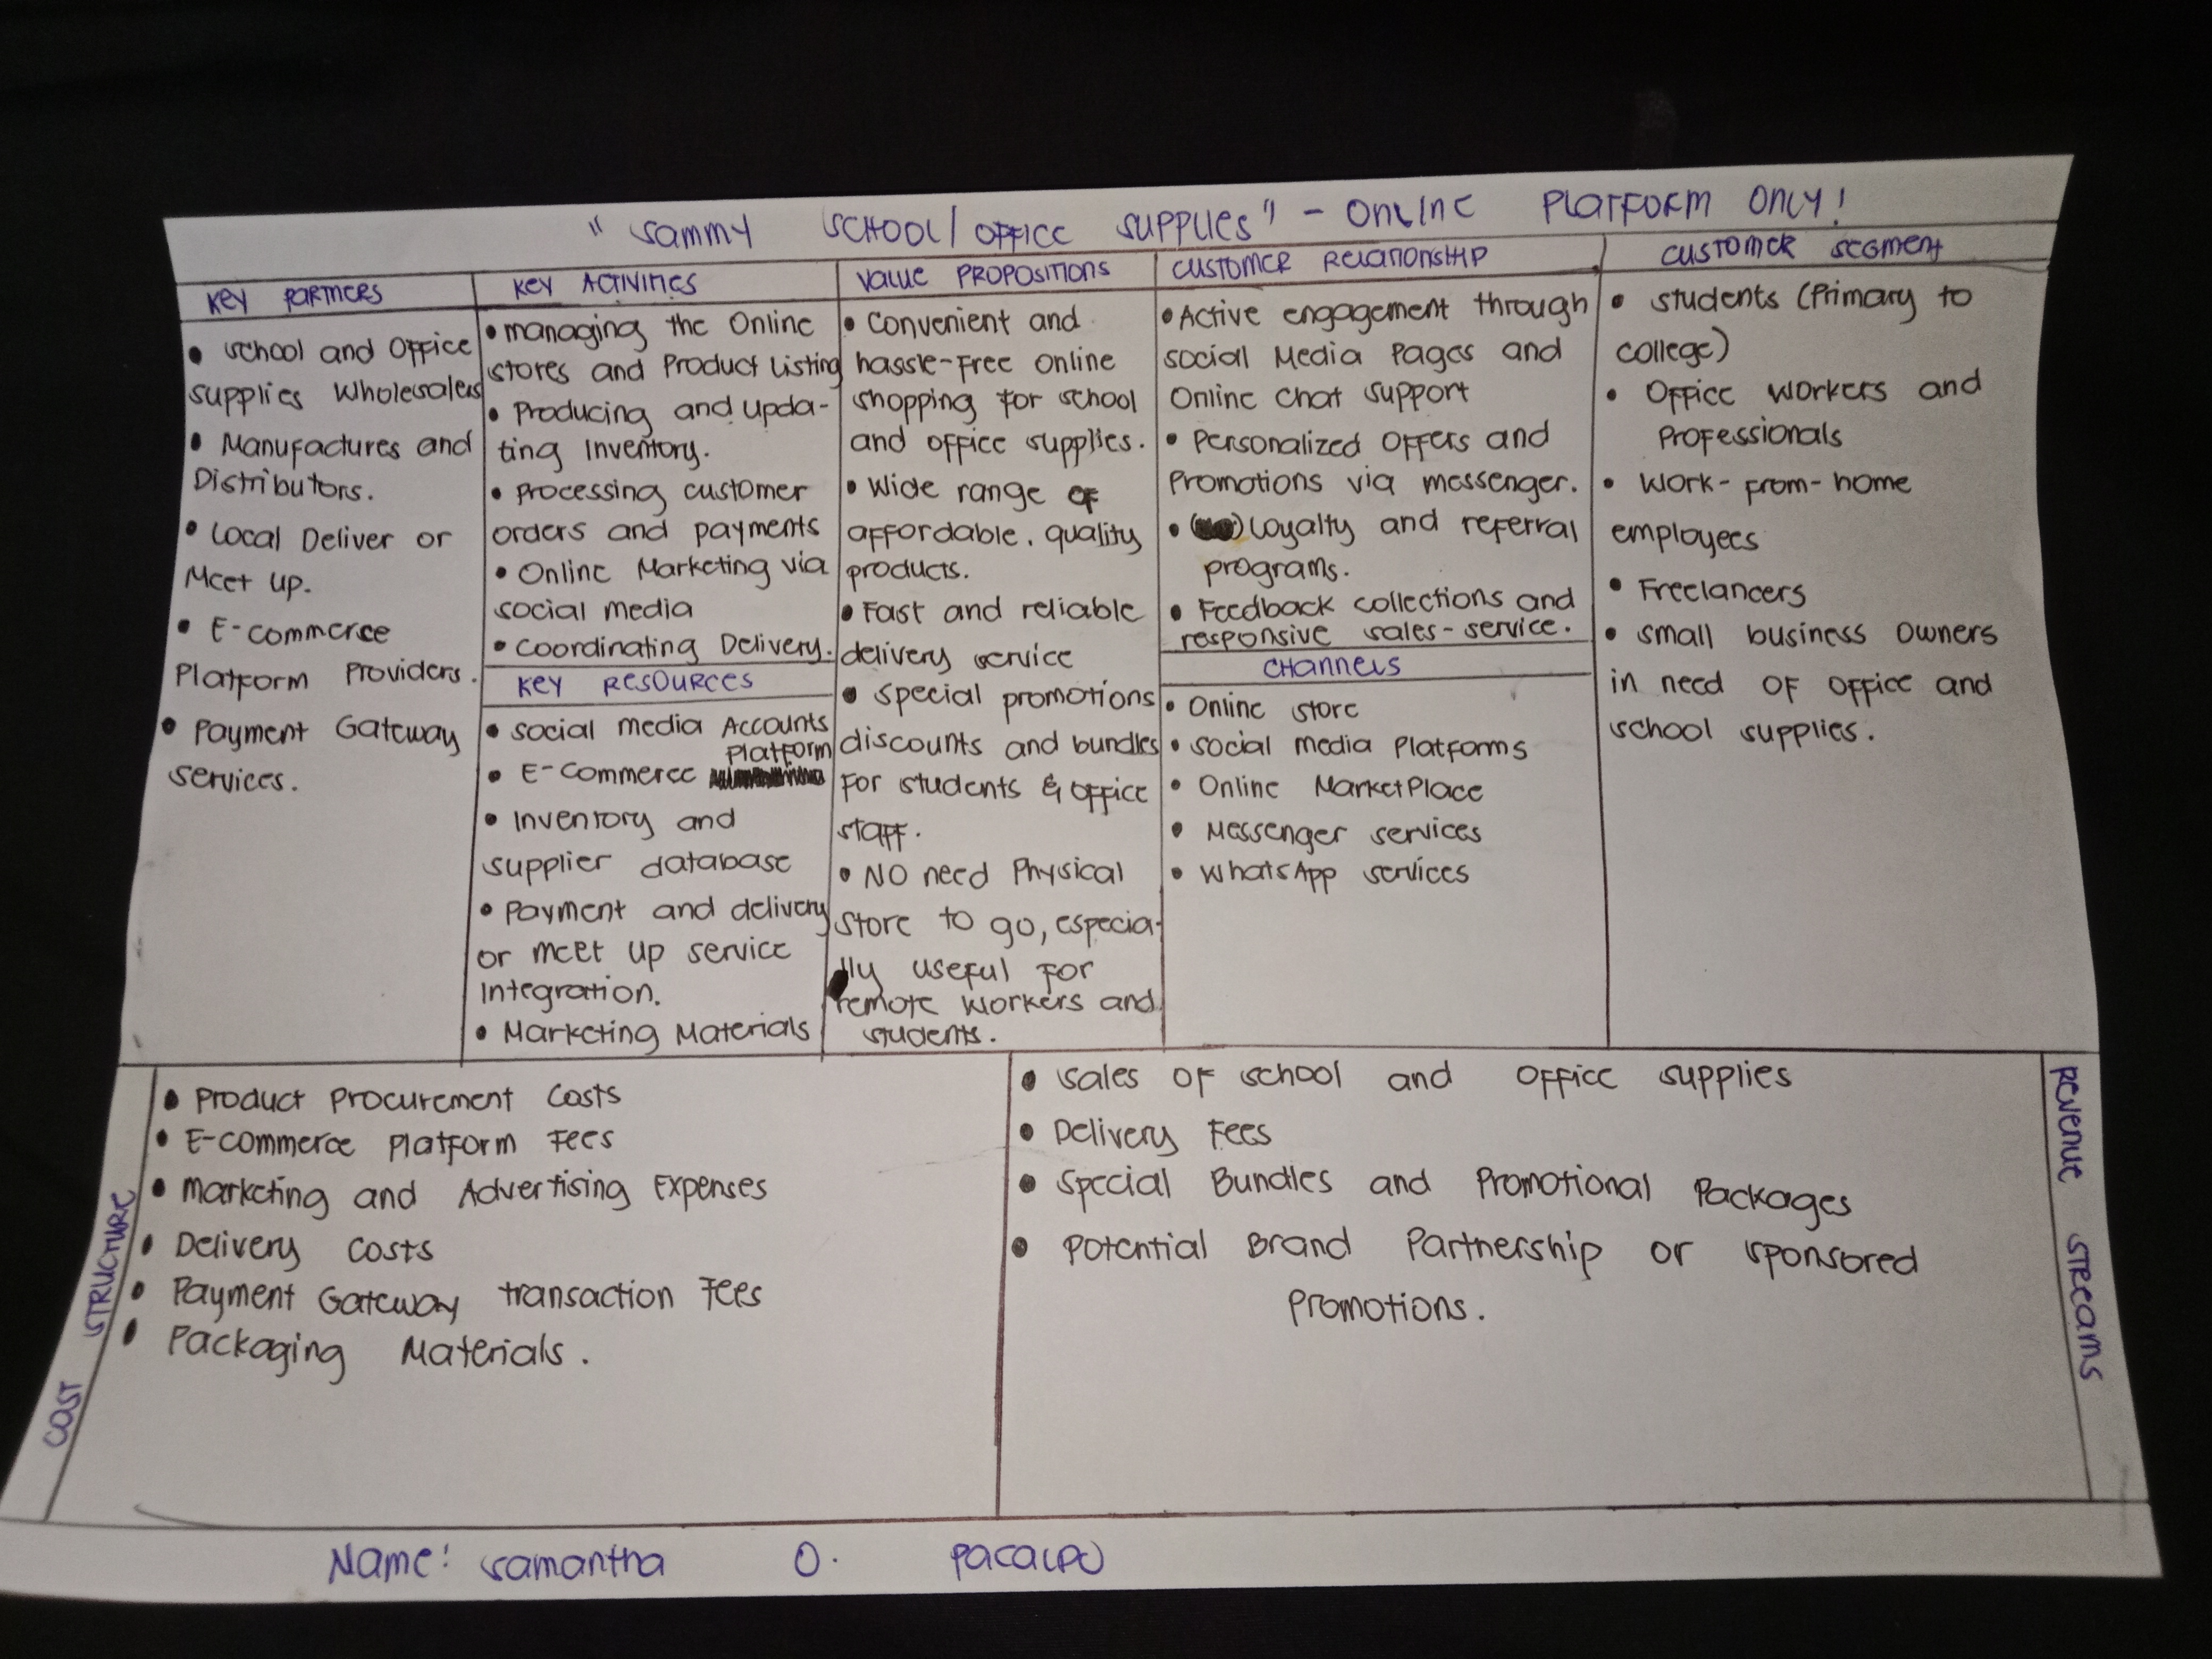 "Sammy School/Office Supplies" - Online Platform Only!
Key Partners
• School and Office
supplies Wholesalers
• Manufactures and
Distributors.
• Local Deliver or
Meet up.
• E-commerce
Platform Providers.
• Payment Gateway
services.
Key Activities
• managing the Online
stores and Product Listing
• Producing and upda-
ting Inventory.
• Processing customer
orders and payments
• Online Marketing via
social media
• Coordinating Delivery.
Key Resources
• Social media Accounts
Platform
• E-Commerce
• Inventory and
supplier database
• Payment and delivery
or meet up service
Integration.
• Marketing Materials
Value Propositions
• Convenient and
hassle-free online
shopping for school
and office supplies.
• Wide range of
affordable. quality
products.
• Fast and reliable
delivery service
• Special promotions
discounts and bundles
for students & office
staff.
• No need Physical
store to go, especia-
lly useful for
remote workers and
students.
Customer Relationship
• Active engagement through
social Media Pages and
Online chat support
• Personalized Offers and
Promotions via messenger.
• Loyalty and referral
programs.
• Feedback collections and
responsive sales-service.
Channels
• Online store
• Social media Platforms
• Online MarketPlace
• Messenger services
• WhatsApp services
Customer Segment
• Students (Primary to
college)
• Office workers and
Professionals
• Work-from-home
employees
• Freelancers
• Small business owners
in need of office and
school supplies.
Cost Structure
• Product Procurement Costs
• E-commerce Platform Fees
• Marketing and Advertising Expenses
• Delivery Costs
• Payment Gateway transaction Fees
• Packaging Materials.
• Sales of school and office supplies
• Delivery Fees
• Special Bundles and Promotional Packages
• Potential Brand Partnership or sponsored
Promotions.
Revenue Streams
Name: Samantha O.